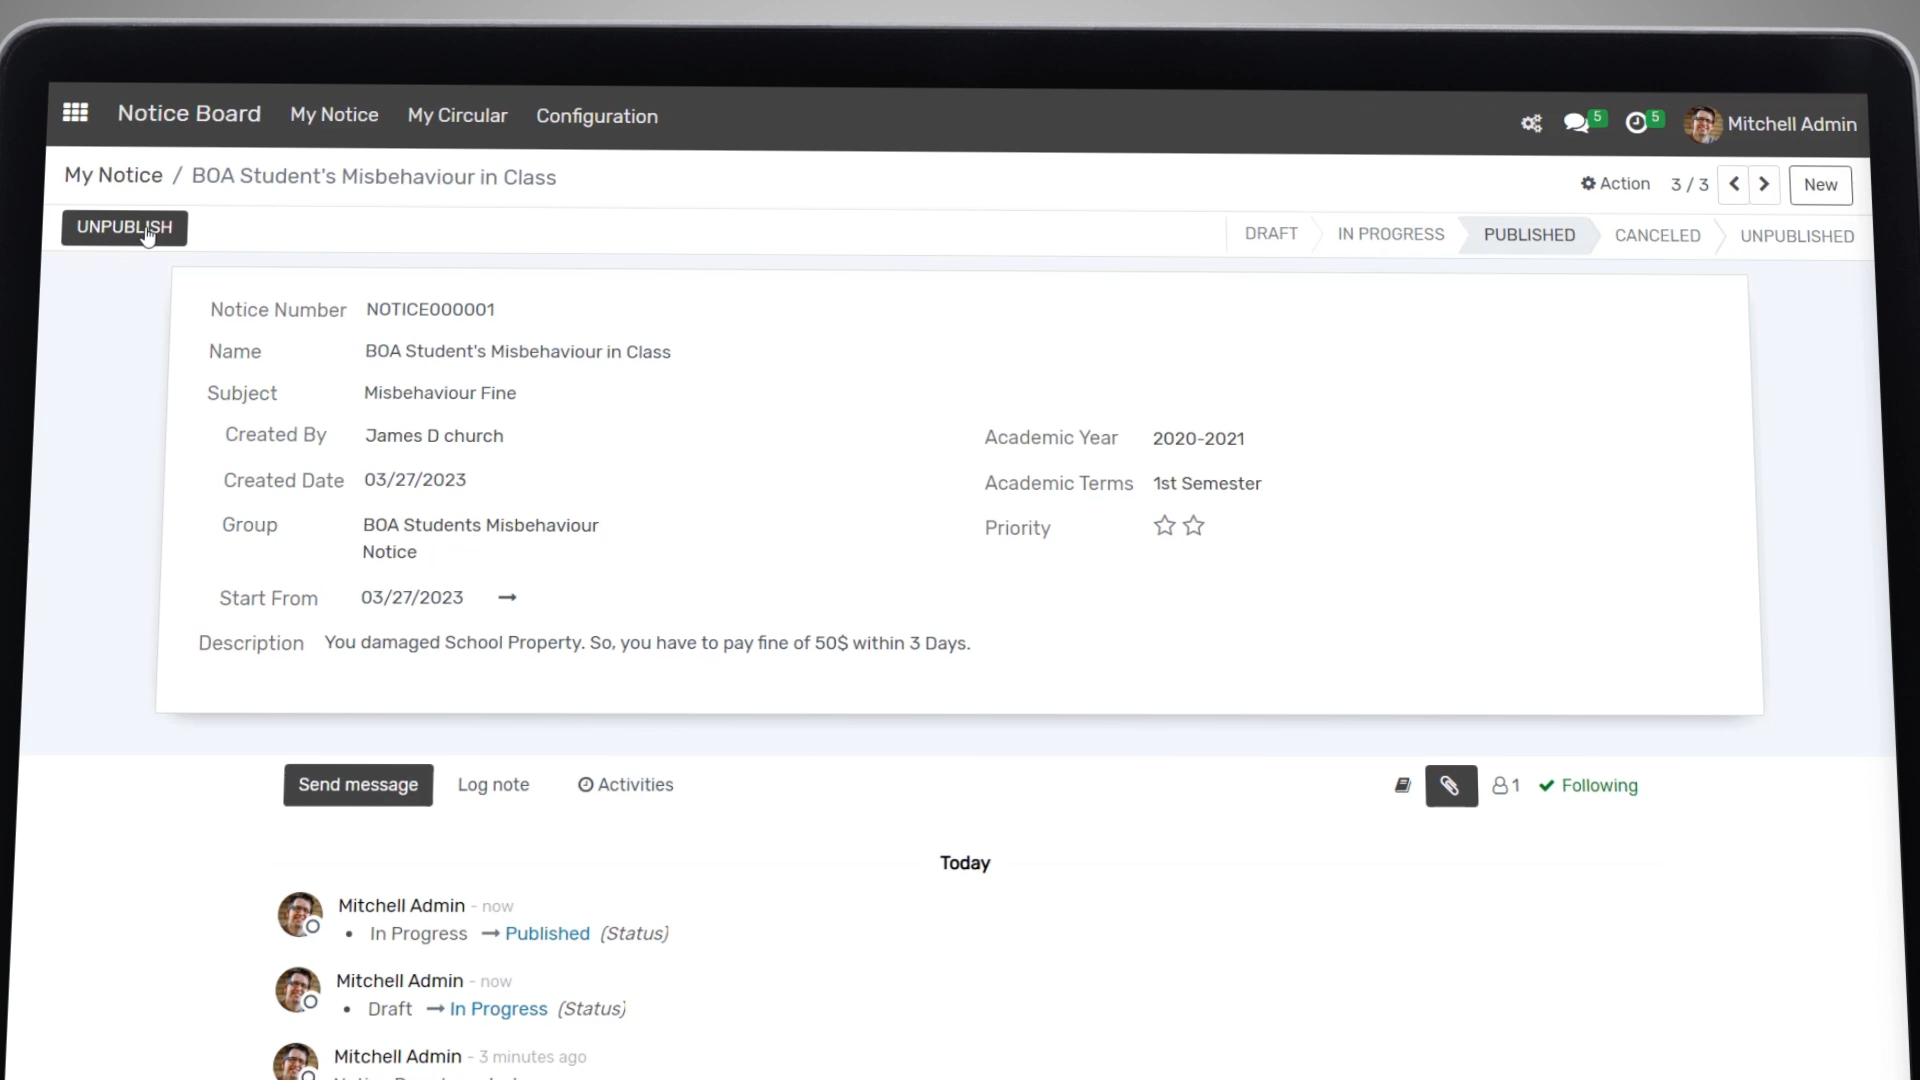 Notice Board My Notice My Circular Configuration 5 5 Mitchell Admin
My Notice / BOA Student's Misbehaviour in Class Action 3 / 3 New
UNPUBLISH DRAFT IN PROGRESS PUBLISHED CANCELED UNPUBLISHED
Notice Number NOTICE000001
Name BOA Student's Misbehaviour in Class
Subject Misbehaviour Fine
Created By James D church Academic Year 2020-2021
Created Date 03/27/2023 Academic Terms 1st Semester
Group BOA Students Misbehaviour Priority
Notice
Start From 03/27/2023 →
Description You damaged School Property. So, you have to pay fine of 50$ within 3 Days.
Send message Log note Activities 1 Following
Today
Mitchell Admin - now
• In Progress → Published (Status)
Mitchell Admin - now
• Draft → In Progress (Status)
Mitchell Admin - 3 minutes ago